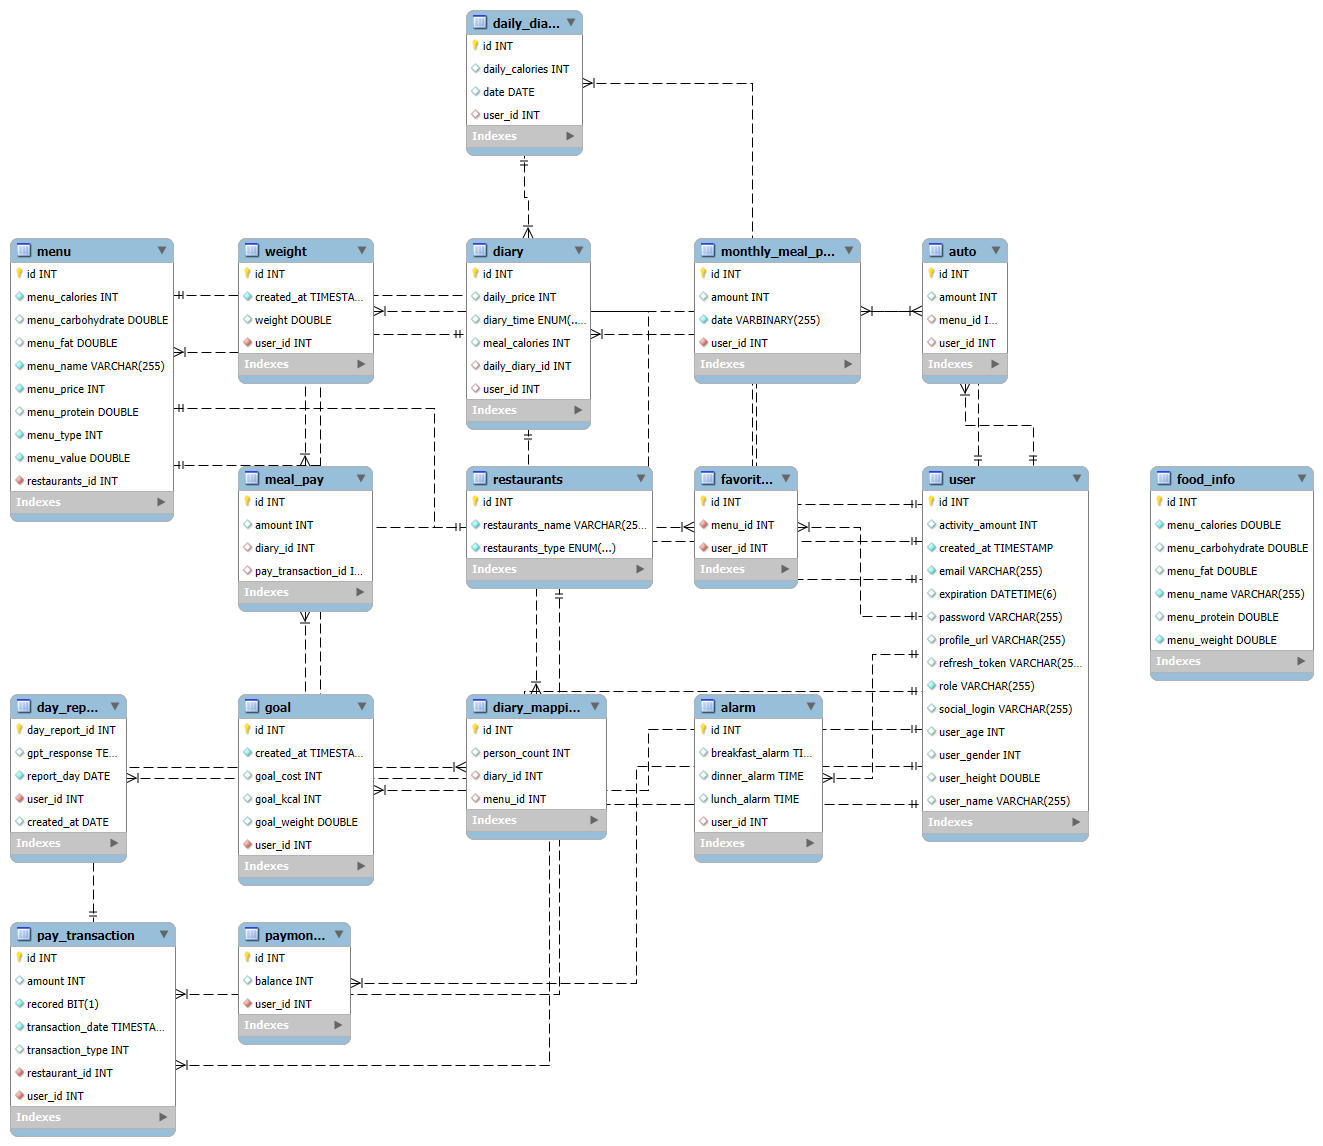 daily_dia...
id INT
daily_calories INT
date DATE
user_id INT
Indexes
menu
id INT
menu_calories INT
menu_carbohydrate DOUBLE
menu_fat DOUBLE
menu_name VARCHAR(255)
menu_price INT
menu_protein DOUBLE
menu_type INT
menu_value DOUBLE
restaurants_id INT
Indexes
weight
id INT
created_at TIMESTA...
weight DOUBLE
user_id INT
Indexes
diary
id INT
daily_price INT
diary_time ENUM(...
meal_calories INT
daily_diary_id INT
user_id INT
Indexes
monthly_meal_p...
id INT
amount INT
date VARBINARY(255)
user_id INT
Indexes
auto
id INT
amount INT
menu_id I...
user_id INT
Indexes
meal_pay
id INT
amount INT
diary_id INT
pay_transaction_id I...
Indexes
restaurants
id INT
restaurants_name VARCHAR(25...
restaurants_type ENUM(...)
Indexes
favorit...
id INT
menu_id INT
user_id INT
Indexes
user
id INT
activity_amount INT
created_at TIMESTAMP
email VARCHAR(255)
expiration DATETIME(6)
password VARCHAR(255)
profile_url VARCHAR(255)
refresh_token VARCHAR(25...
role VARCHAR(255)
social_login VARCHAR(255)
user_age INT
user_gender INT
user_height DOUBLE
user_name VARCHAR(255)
Indexes
food_info
id INT
menu_calories DOUBLE
menu_carbohydrate DOUBLE
menu_fat DOUBLE
menu_name VARCHAR(255)
menu_protein DOUBLE
menu_weight DOUBLE
Indexes
day_rep...
day_report_id INT
gpt_response TE...
report_day DATE
user_id INT
created_at DATE
Indexes
goal
id INT
created_at TIMESTA...
goal_cost INT
goal_kcal INT
goal_weight DOUBLE
user_id INT
Indexes
diary_mappi...
id INT
person_count INT
diary_id INT
menu_id INT
Indexes
alarm
id INT
breakfast_alarm TI...
dinner_alarm TIME
lunch_alarm TIME
user_id INT
Indexes
pay_transaction
id INT
amount INT
recored BIT(1)
transaction_date TIMESTA...
transaction_type INT
restaurant_id INT
user_id INT
Indexes
paymon...
id INT
balance INT
user_id INT
Indexes